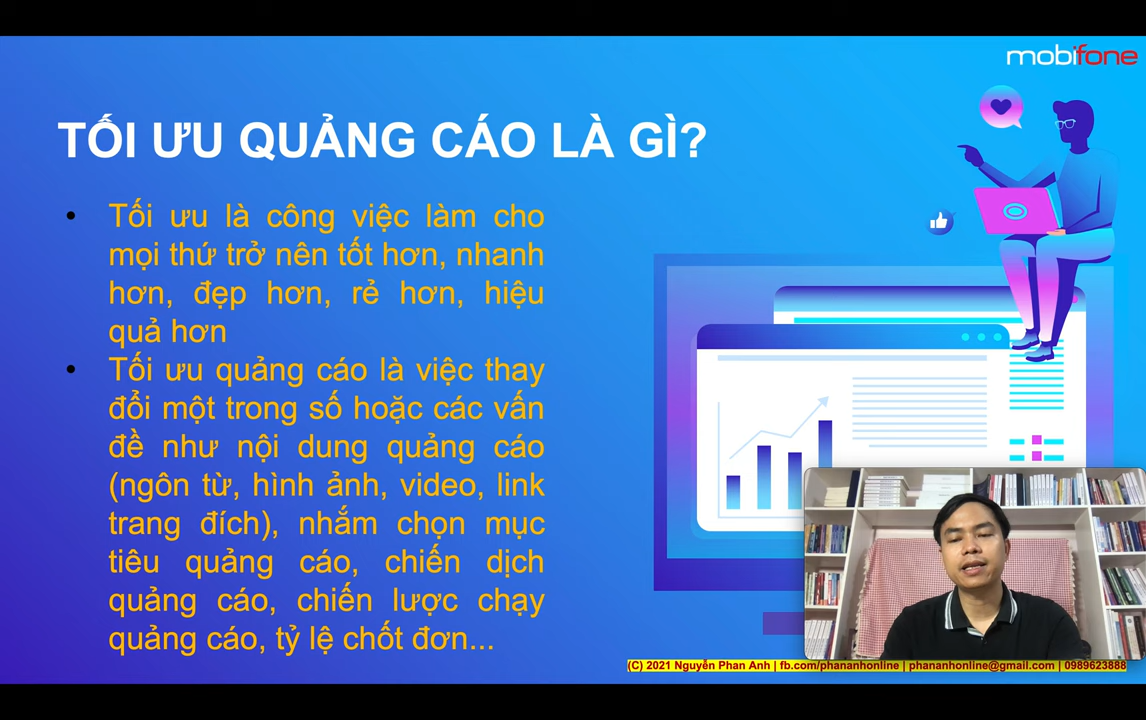 mobifone
TỐI ƯU QUẢNG CÁO LÀ GÌ?
• Tối ưu là công việc làm cho
mọi thứ trở nên tốt hơn, nhanh
hơn, đẹp hơn, rẻ hơn, hiệu
quả hơn
• Tối ưu quảng cáo là việc thay
đổi một trong số hoặc các vấn
đề như nội dung quảng cáo
(ngôn từ, hình ảnh, video, link
trang đích), nhắm chọn mục
tiêu quảng cáo, chiến dịch
quảng cáo, chiến lược chạy
quảng cáo, tỷ lệ chốt đơn...
(C) 2021 Nguyễn Phan Anh | fb.com/phananhonline | phananhonline@gmail.com | 0989623888